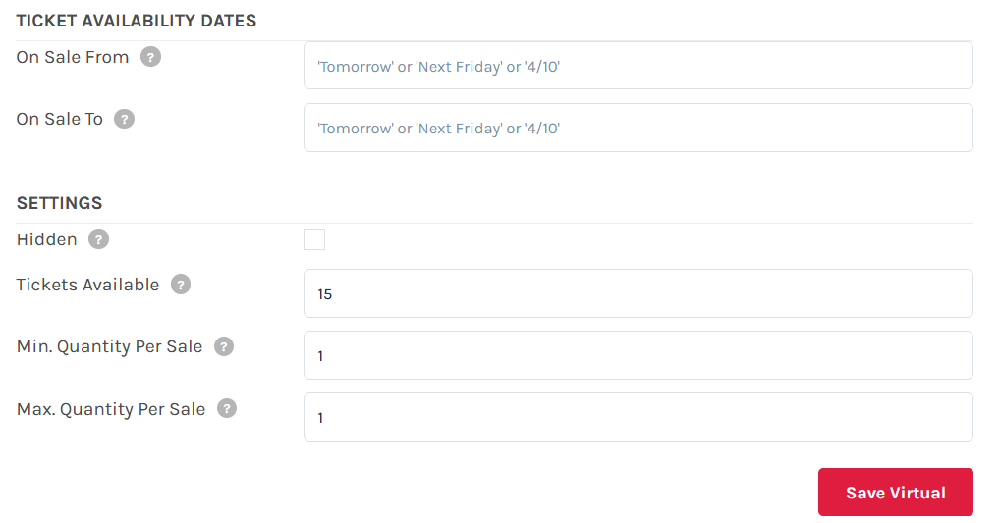 TICKET AVAILABILITY DATES
On Sale From ?
'Tomorrow' or 'Next Friday' or '4/10'
On Sale To ?
'Tomorrow' or 'Next Friday' or '4/10'
SETTINGS
Hidden ?
Tickets Available ?
15
Min. Quantity Per Sale ?
1
Max. Quantity Per Sale ?
1
Save Virtual